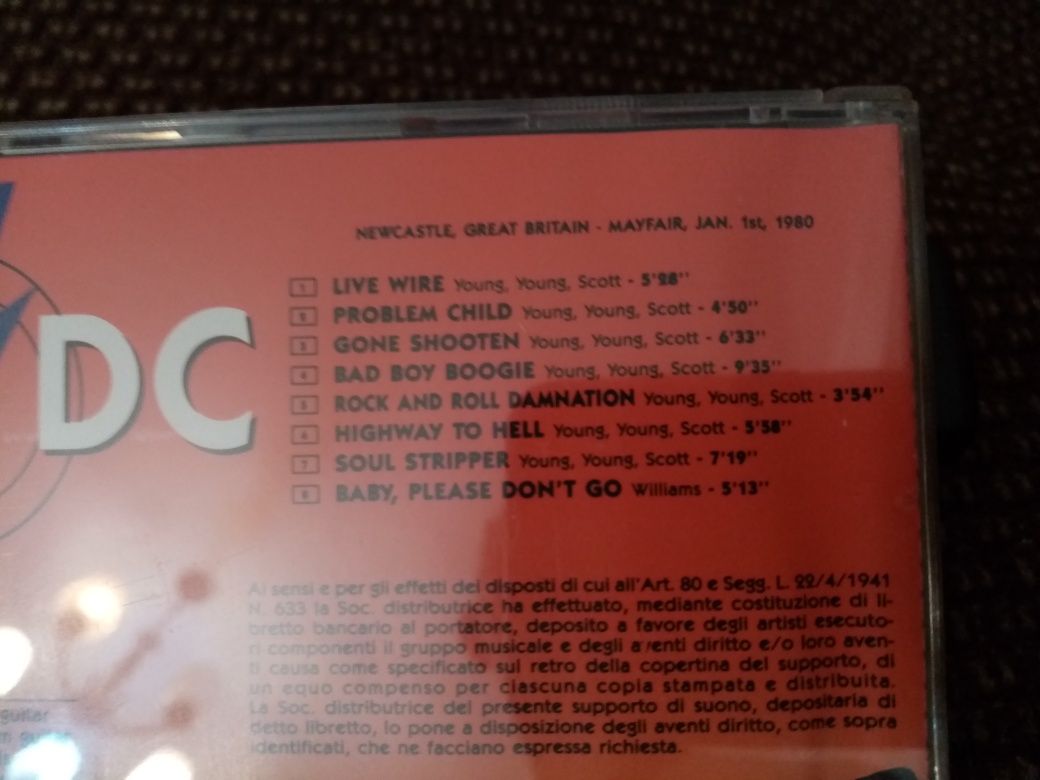 NEWCASTLE, GREAT BRITAIN - MAYFAIR, JAN. 1st, 1980
1 LIVE WIRE Young, Young, Scott - 5'28''
2 PROBLEM CHILD Young, Young, Scott - 4'50''
3 GONE SHOOTEN Young, Young, Scott - 6'33''
4 BAD BOY BOOGIE Young, Young, Scott - 9'35''
5 ROCK AND ROLL DAMNATION Young, Young, Scott - 3'54''
6 HIGHWAY TO HELL Young, Young, Scott - 5'58''
7 SOUL STRIPPER Young, Young, Scott - 7'19''
8 BABY, PLEASE DON'T GO Williams - 5'13''
DC
Ai sensi e per gli effetti dei disposti di cui all'Art. 80 e Segg. L. 22/4/1941
N. 633 la Soc. distributrice ha effettuato, mediante costituzione di li-
bretto bancario al portatore, deposito a favore degli artisti esecuto-
ri componenti il gruppo musicale e degli aventi diritto e/o loro aven-
ti causa come specificato sul retro della copertina del supporto, di
un equo compenso per ciascuna copia stampata e distribuita.
La Soc. distributrice del presente supporto di suono, depositaria di
detto libretto, lo pone a disposizione degli aventi diritto, come sopra
identificati, che ne facciano espressa richiesta.
guitar